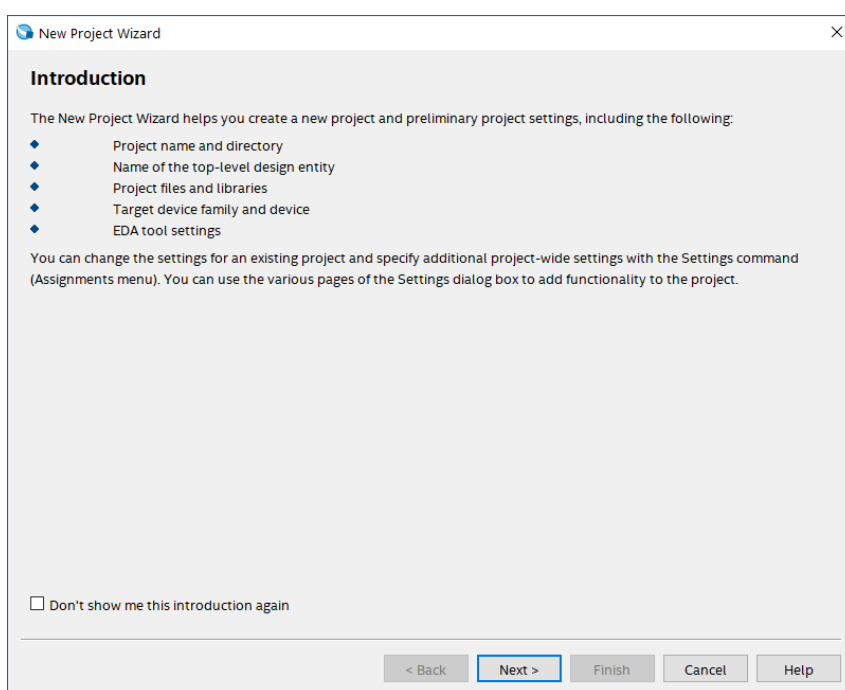 New Project Wizard
Introduction
The New Project Wizard helps you create a new project and preliminary project settings, including the following:
Project name and directory
Name of the top-level design entity
Project files and libraries
Target device family and device
EDA tool settings
You can change the settings for an existing project and specify additional project-wide settings with the Settings command
(Assignments menu). You can use the various pages of the Settings dialog box to add functionality to the project.
Don't show me this introduction again
< Back Next > Finish Cancel Help